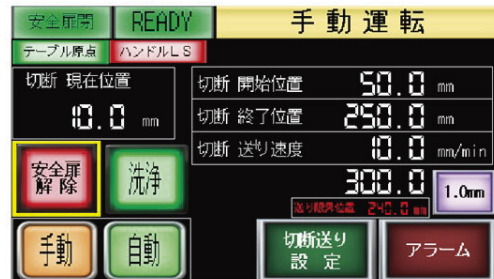 安全扉閉 READY 手動運転
テーブル原点 ハンドルLS
切断 現在位置
10.0 mm
切断 開始位置 50.0 mm
切断 終了位置 250.0 mm
切断 送り速度 10.0 mm/min
300.0
送り限界位置 240.0 mm
1.0mm
安全扉
解除
洗浄
手動 自動
切断送り
設定
アラーム